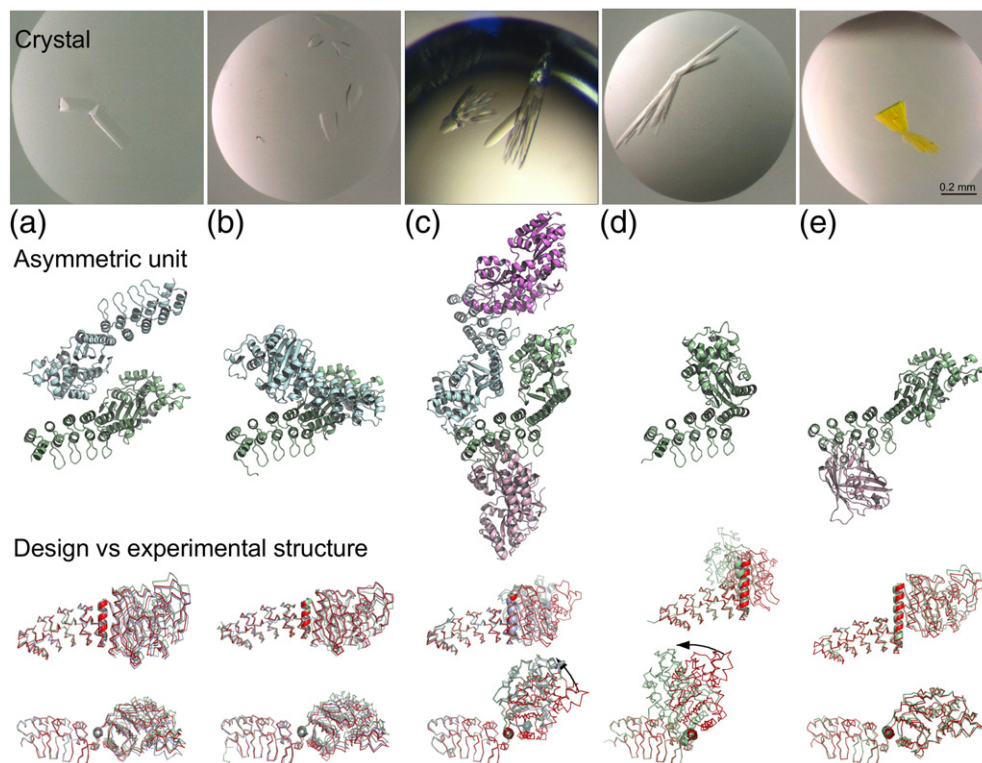 Crystal
0.2 mm
(a) (b) (c) (d) (e)
Asymmetric unit
Design vs experimental structure